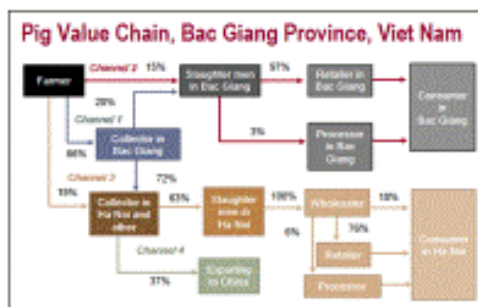 Pig Value Chain, Bac Giang Province, Viet Nam
Channel 2
15%
97%
Farmer
Slaughter men
in Bac Giang
Retailer in
Bac Giang
Consumer
in
Bac Giang
28%
Channel 1
3%
Collector in
Bac Giang
Processor
in Bac
Giang
66%
Channel 3
72%
19%
Collector in
Ha Noi and
other
63%
Slaughter
men in
Ha Noi
100%
Wholesaler
18%
6%
76%
Retailer
Consumer
in Ha Noi
Channel 4
37%
Exporting
to China
Processor